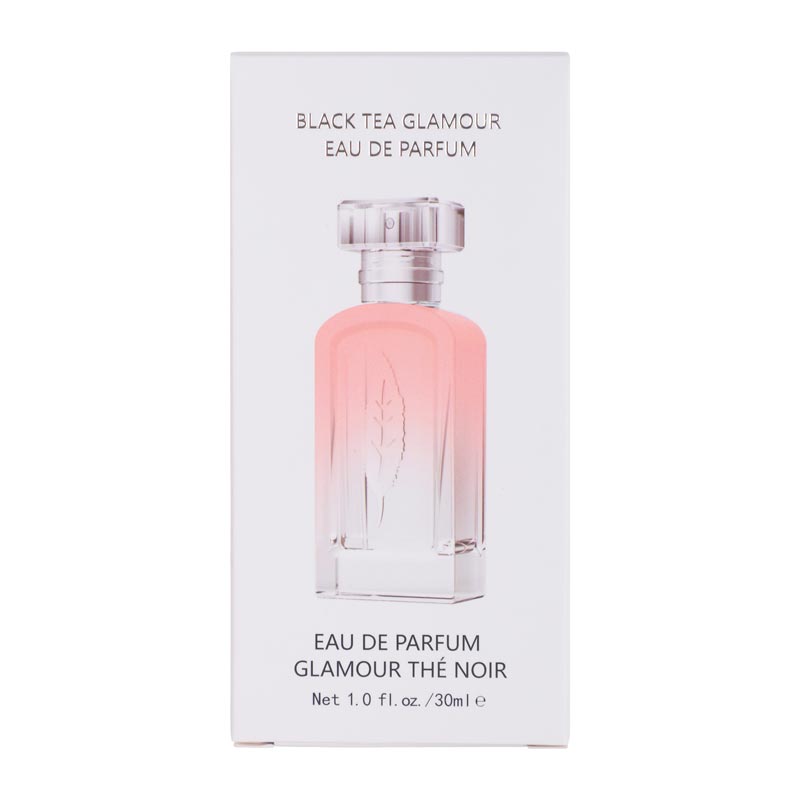 BLACK TEA GLAMOUR
EAU DE PARFUM
EAU DE PARFUM
GLAMOUR THÉ NOIR
Net 1.0 fl.oz./30ml ℮